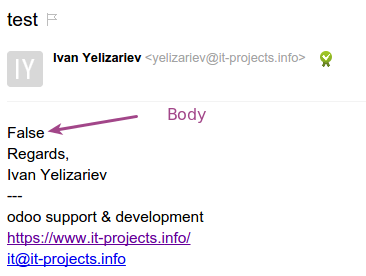 test
IY
Ivan Yelizariev <yelizariev@it-projects.info>
Body
False
Regards,
Ivan Yelizariev
---
odoo support & development
https://www.it-projects.info/
it@it-projects.info